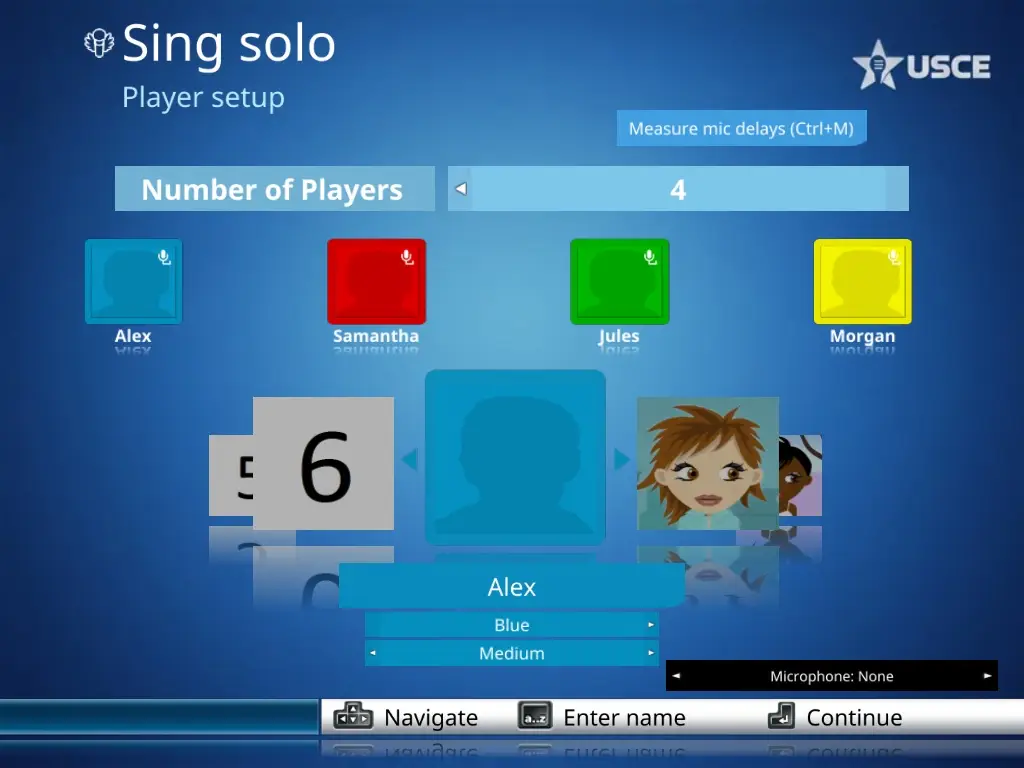 Sing solo
USCE
Player setup
Measure mic delays (Ctrl+M)
Number of Players
4
Alex
Samantha
Jules
Morgan
5
6
Alex
Blue
Medium
Microphone: None
Navigate
a..z
Enter name
Continue